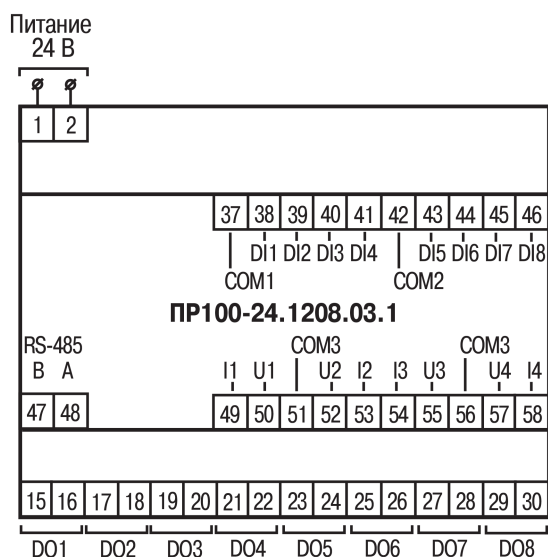 Питание
24 В
1 2
37 38 39 40 41 42 43 44 45 46
DI1 DI2 DI3 DI4 DI5 DI6 DI7 DI8
COM1 COM2
ПР100-24.1208.03.1
RS-485 COM3 COM3
B A I1 U1 U2 I2 I3 U3 U4 I4
47 48 49 50 51 52 53 54 55 56 57 58
15 16 17 18 19 20 21 22 23 24 25 26 27 28 29 30
DO1 DO2 DO3 DO4 DO5 DO6 DO7 DO8